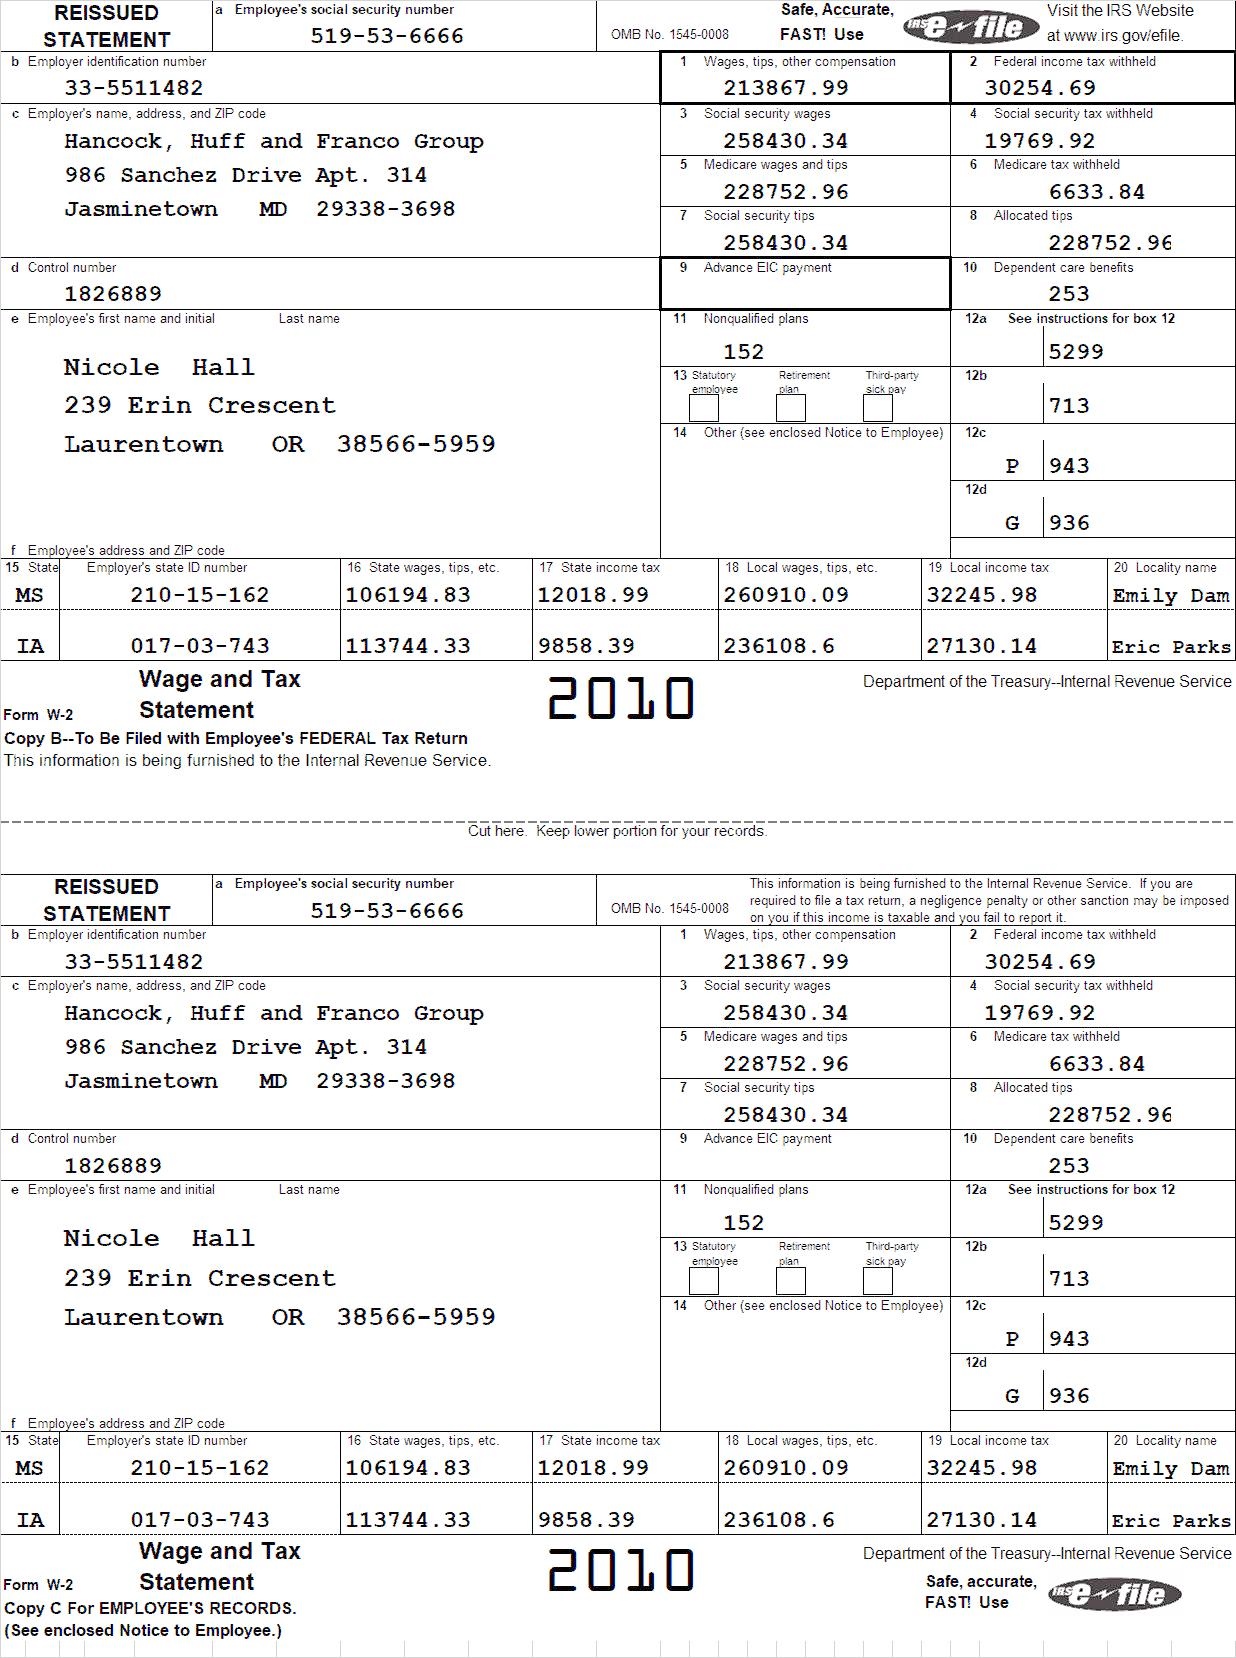 REISSUED STATEMENT
a Employee's social security number
519-53-6666
OMB No. 1545-0008
Safe, Accurate,
FAST! Use
IRS e-file
Visit the IRS Website
at www.irs.gov/efile.
b Employer identification number
33-5511482
1 Wages, tips, other compensation
213867.99
2 Federal income tax withheld
30254.69
c Employer's name, address, and ZIP code
Hancock, Huff and Franco Group
986 Sanchez Drive Apt. 314
Jasminetown MD 29338-3698
3 Social security wages
258430.34
4 Social security tax withheld
19769.92
5 Medicare wages and tips
228752.96
6 Medicare tax withheld
6633.84
7 Social security tips
258430.34
8 Allocated tips
228752.96
d Control number
1826889
9 Advance EIC payment
10 Dependent care benefits
253
e Employee's first name and initial Last name
Nicole Hall
239 Erin Crescent
Laurentown OR 38566-5959
11 Nonqualified plans
152
12a See instructions for box 12
5299
13 Statutory employee Retirement plan Third-party sick pay
12b
713
14 Other (see enclosed Notice to Employee)
12c
P 943
12d
G 936
f Employee's address and ZIP code
15 State Employer's state ID number 16 State wages, tips, etc. 17 State income tax 18 Local wages, tips, etc. 19 Local income tax 20 Locality name
MS 210-15-162 106194.83 12018.99 260910.09 32245.98 Emily Dam
IA 017-03-743 113744.33 9858.39 236108.6 27130.14 Eric Parks
Wage and Tax
Statement
Form W-2
2010
Department of the Treasury--Internal Revenue Service
Copy B--To Be Filed with Employee's FEDERAL Tax Return
This information is being furnished to the Internal Revenue Service.
Cut here. Keep lower portion for your records.
REISSUED STATEMENT
a Employee's social security number
519-53-6666
OMB No. 1545-0008
This information is being furnished to the Internal Revenue Service. If you are
required to file a tax return, a negligence penalty or other sanction may be imposed
on you if this income is taxable and you fail to report it.
b Employer identification number
33-5511482
1 Wages, tips, other compensation
213867.99
2 Federal income tax withheld
30254.69
c Employer's name, address, and ZIP code
Hancock, Huff and Franco Group
986 Sanchez Drive Apt. 314
Jasminetown MD 29338-3698
3 Social security wages
258430.34
4 Social security tax withheld
19769.92
5 Medicare wages and tips
228752.96
6 Medicare tax withheld
6633.84
7 Social security tips
258430.34
8 Allocated tips
228752.96
d Control number
1826889
9 Advance EIC payment
10 Dependent care benefits
253
e Employee's first name and initial Last name
Nicole Hall
239 Erin Crescent
Laurentown OR 38566-5959
11 Nonqualified plans
152
12a See instructions for box 12
5299
13 Statutory employee Retirement plan Third-party sick pay
12b
713
14 Other (see enclosed Notice to Employee)
12c
P 943
12d
G 936
f Employee's address and ZIP code
15 State Employer's state ID number 16 State wages, tips, etc. 17 State income tax 18 Local wages, tips, etc. 19 Local income tax 20 Locality name
MS 210-15-162 106194.83 12018.99 260910.09 32245.98 Emily Dam
IA 017-03-743 113744.33 9858.39 236108.6 27130.14 Eric Parks
Wage and Tax
Statement
Form W-2
2010
Department of the Treasury--Internal Revenue Service
Safe, accurate,
FAST! Use
IRS e-file
Copy C For EMPLOYEE'S RECORDS.
(See enclosed Notice to Employee.)